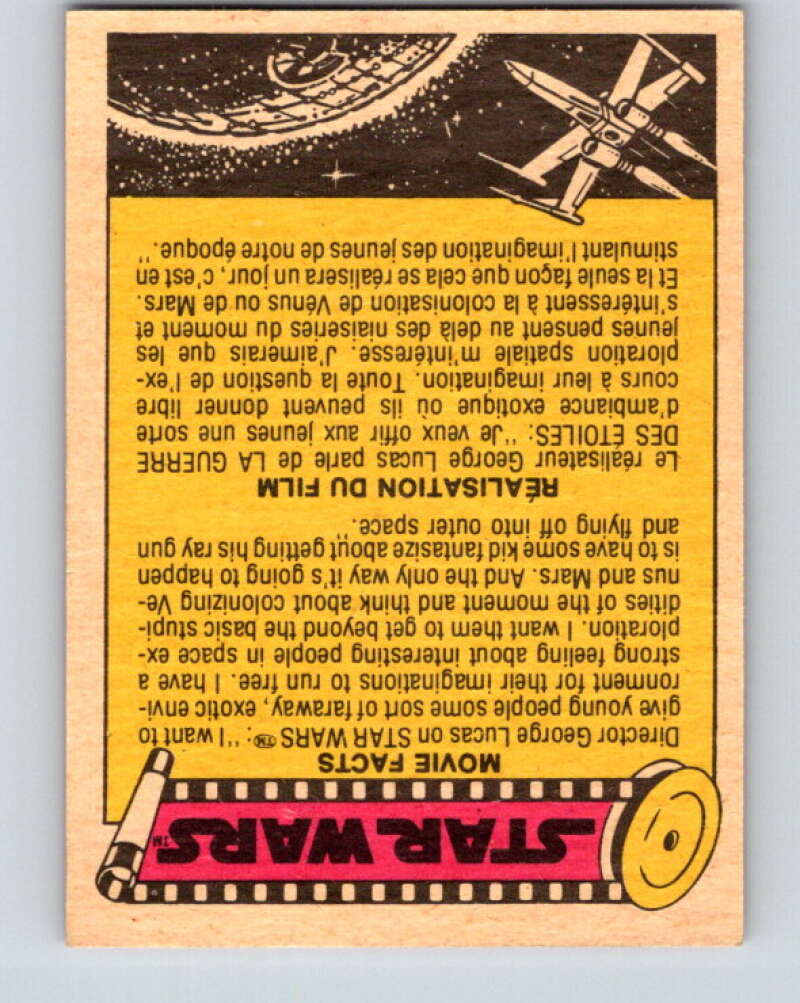 STAR WARS™
MOVIE FACTS
Director George Lucas on STAR WARS™®: "I want to
give young people some sort of faraway, exotic envi-
ronment for their imaginations to run free. I have a
strong feeling about interesting people in space ex-
ploration. I want them to get beyond the basic stupi-
dities of the moment and think about colonizing Ve-
nus and Mars. And the only way it's going to happen
is to have some kid fantasize about getting his ray gun
and flying off into outer space."
RÉALISATION DU FILM
Le réalisateur George Lucas parle de LA GUERRE
DES ÉTOILES: "Je veux offir aux jeunes une sorte
d'ambiance exotique où ils peuvent donner libre
cours à leur imagination. Toute la question de l'ex-
ploration spatiale m'intéresse. J'aimerais que les
jeunes pensent au delà des niaiseries du moment et
s'intéressent à la colonisation de Vénus ou de Mars.
Et la seule façon que cela se réalisera un jour, c'est en
stimulant l'imagination des jeunes de notre époque."